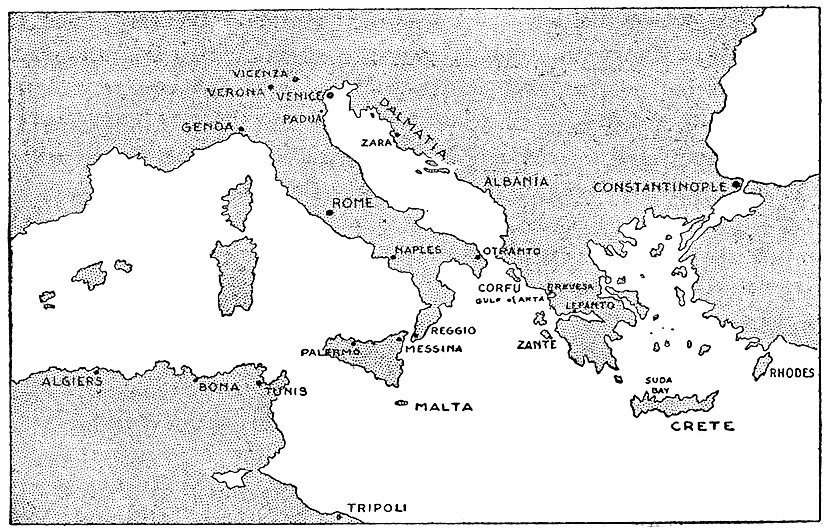 VICENZA
VERONA
VENICE
PADUA
DALMATIA
GENOA
ZARA
ALBANIA
CONSTANTINOPLE
ROME
NAPLES
OTRANTO
CORFU
PREVESA
GULF OF ARTA
LEPANTO
REGGIO
PALERMO
MESSINA
ZANTE
ALGIERS
BONA
TUNIS
SUDA
BAY
RHODES
MALTA
CRETE
TRIPOLI